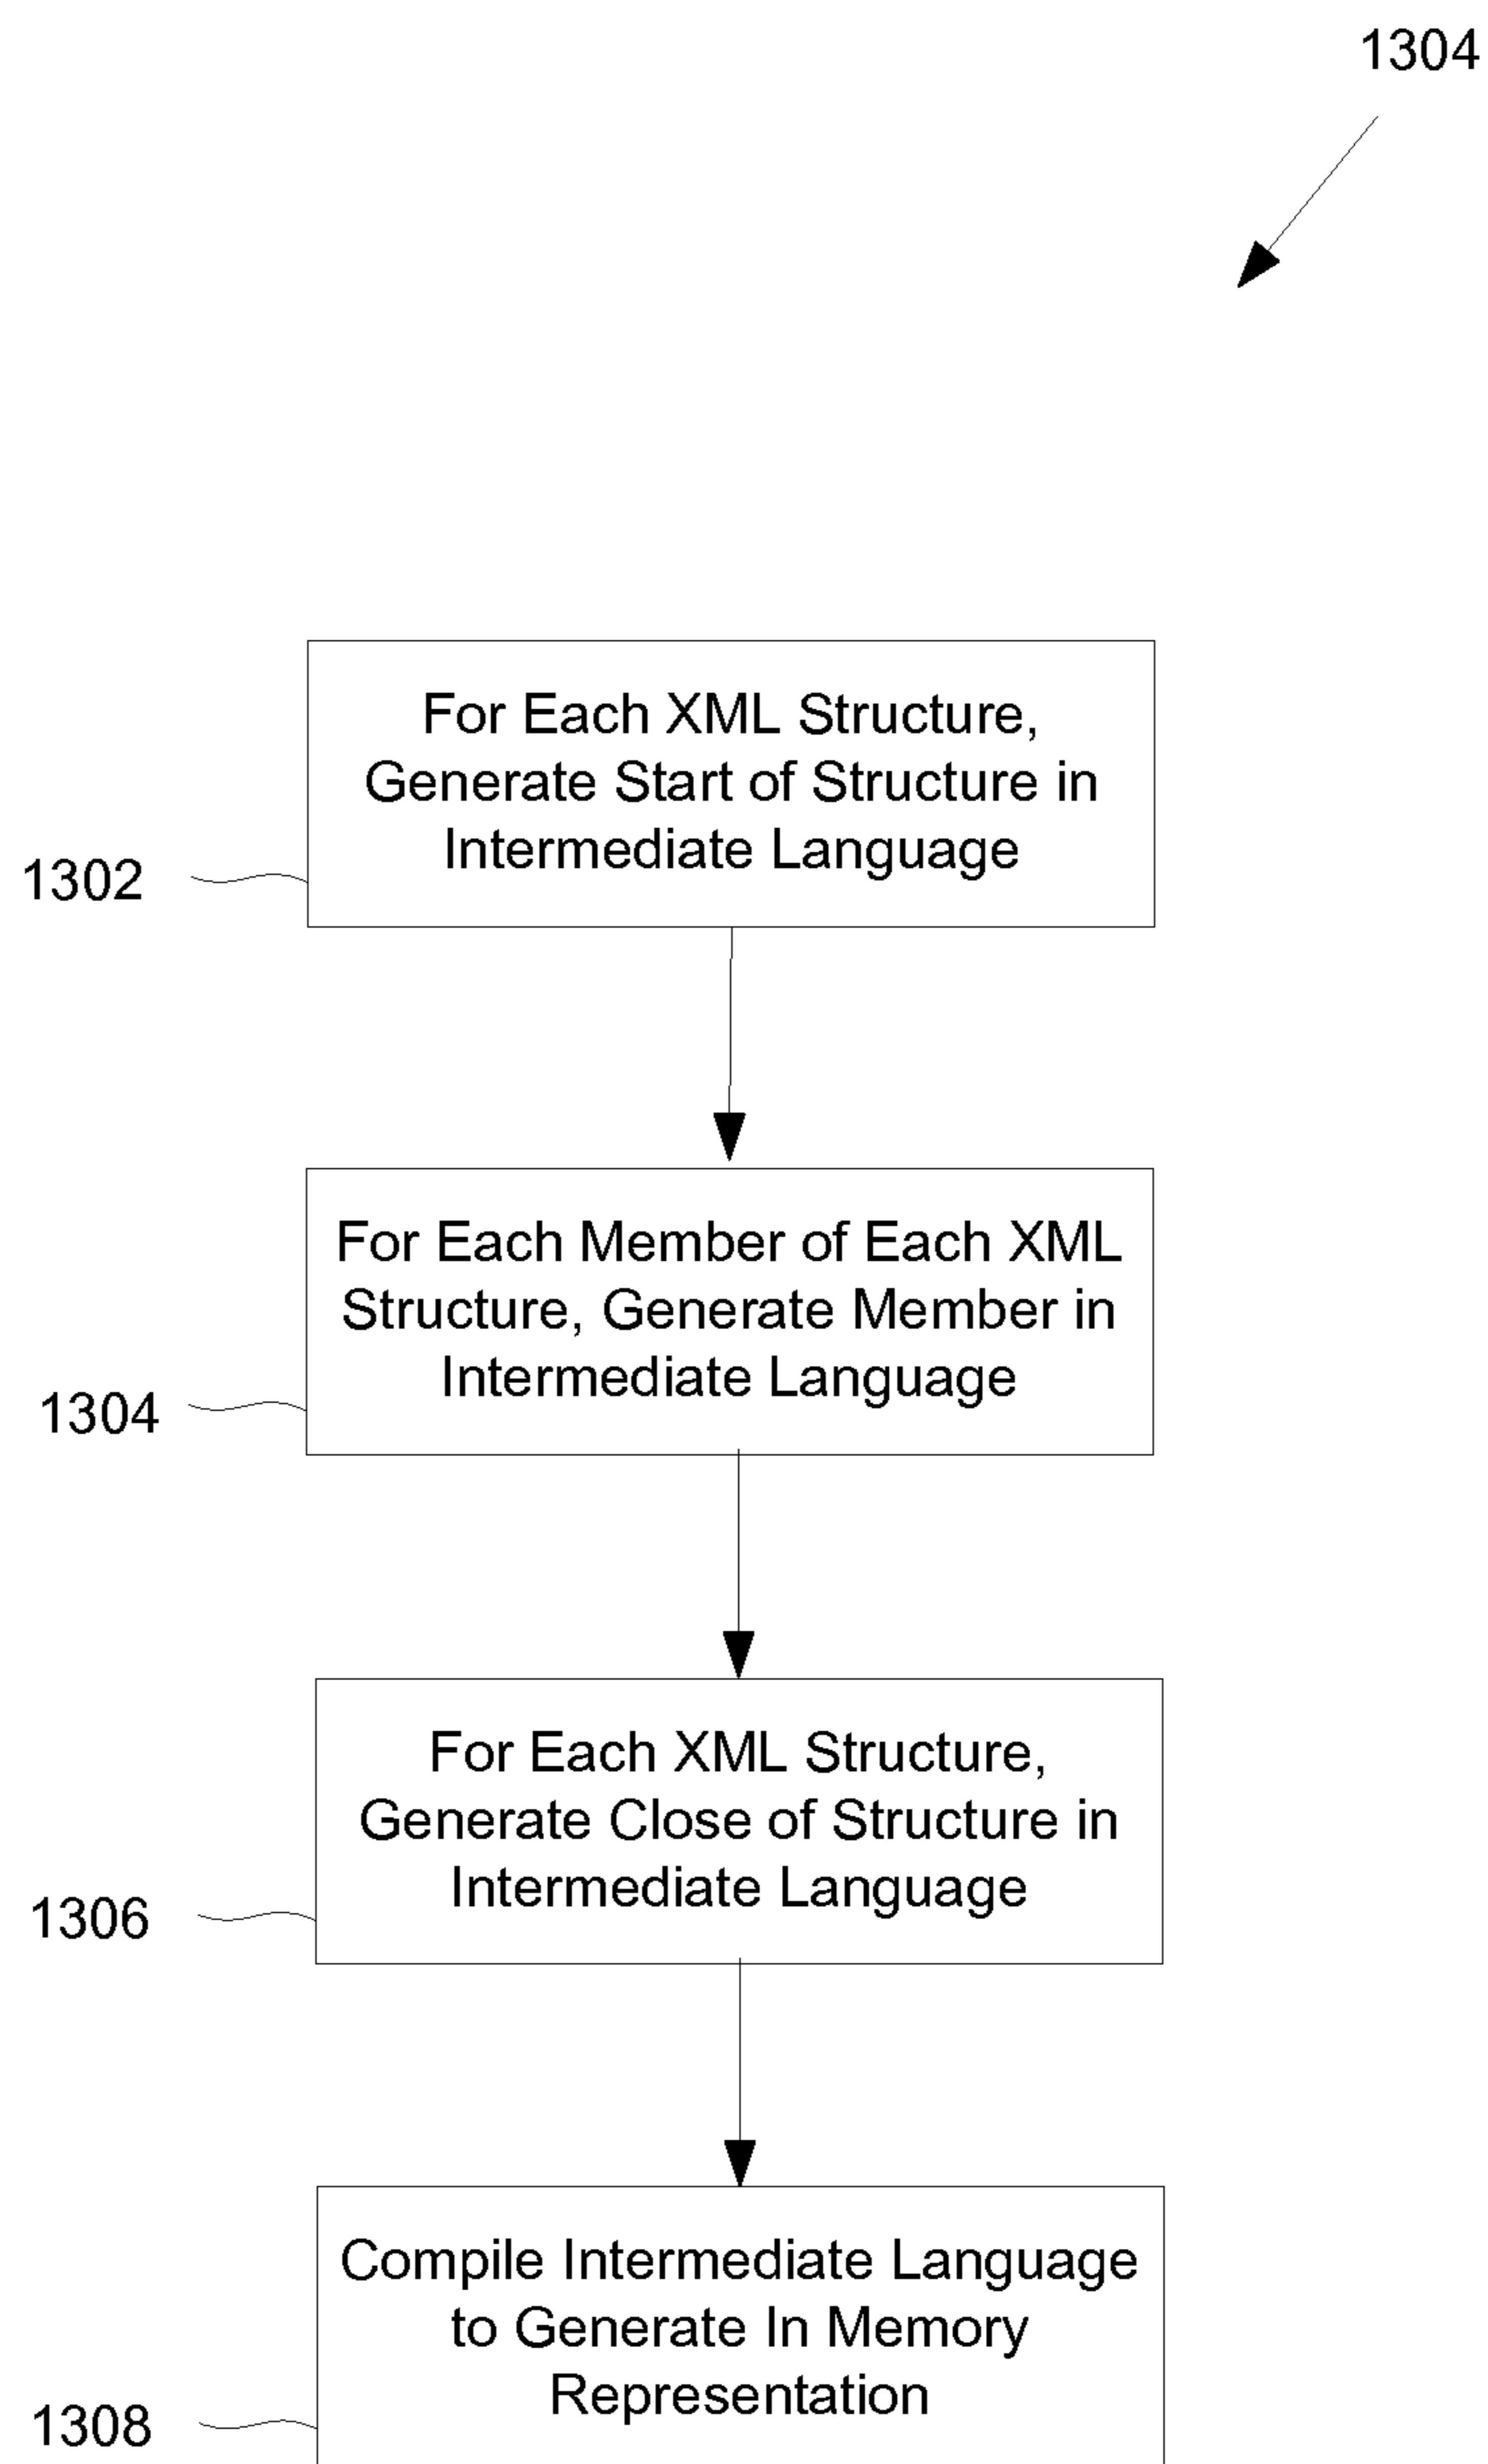 1304
For Each XML Structure,
Generate Start of Structure in
Intermediate Language
1302
For Each Member of Each XML
Structure, Generate Member in
Intermediate Language
1304
For Each XML Structure,
Generate Close of Structure in
Intermediate Language
1306
Compile Intermediate Language
to Generate In Memory
Representation
1308